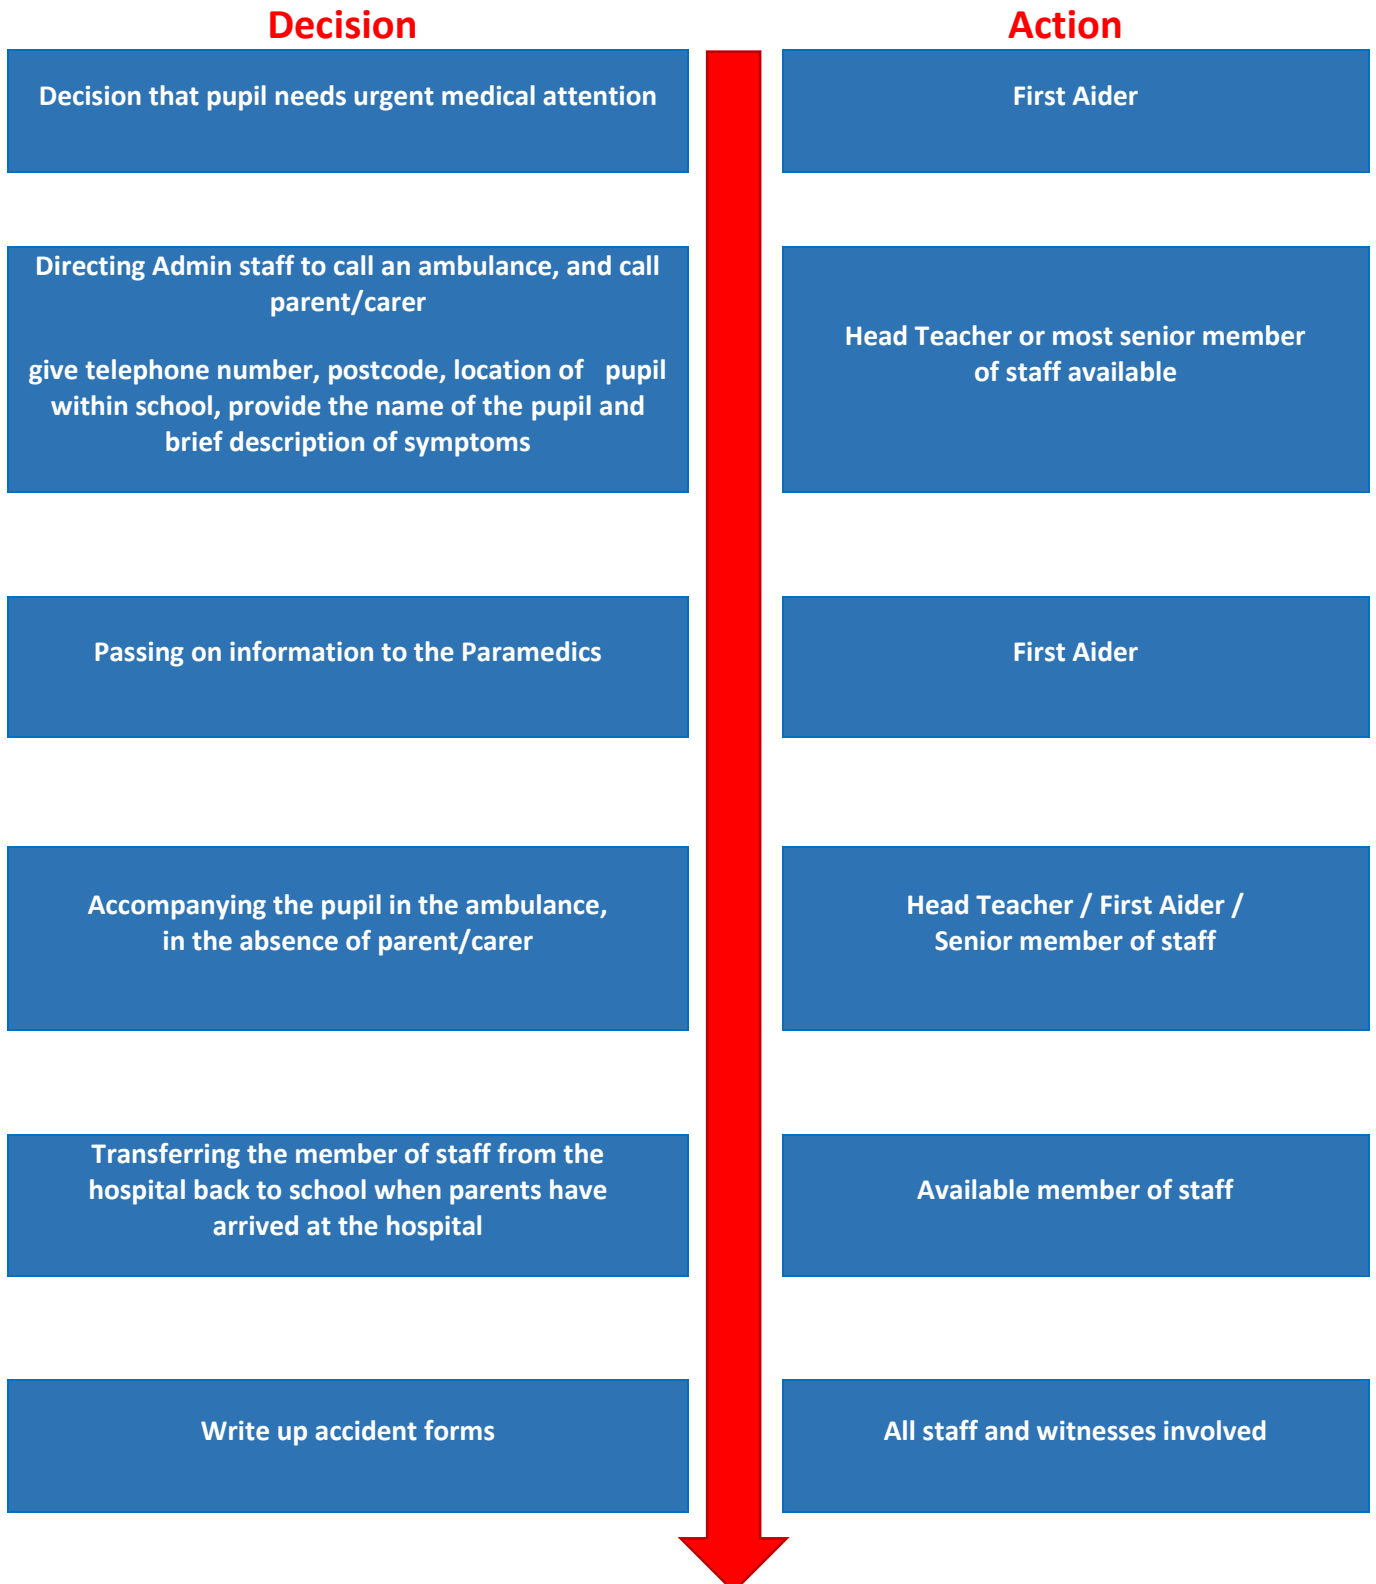 Decision
Action
Decision that pupil needs urgent medical attention
First Aider
Directing Admin staff to call an ambulance, and call
parent/carer
give telephone number, postcode, location of pupil
within school, provide the name of the pupil and
brief description of symptoms
Head Teacher or most senior member
of staff available
Passing on information to the Paramedics
First Aider
Accompanying the pupil in the ambulance,
in the absence of parent/carer
Head Teacher / First Aider /
Senior member of staff
Transferring the member of staff from the
hospital back to school when parents have
arrived at the hospital
Available member of staff
Write up accident forms
All staff and witnesses involved